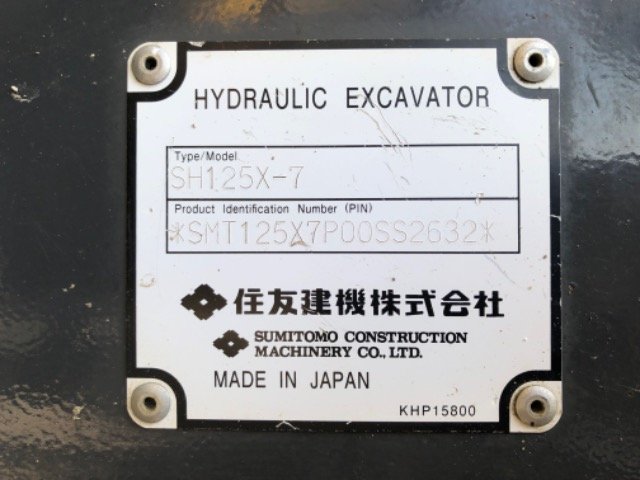 HYDRAULIC EXCAVATOR
Type/Model
SH125X-7
Product Identification Number (PIN)
*SMT125X7P00SS2632*
住友建機株式会社
SUMITOMO CONSTRUCTION
MACHINERY CO., LTD.
MADE IN JAPAN
KHP15800